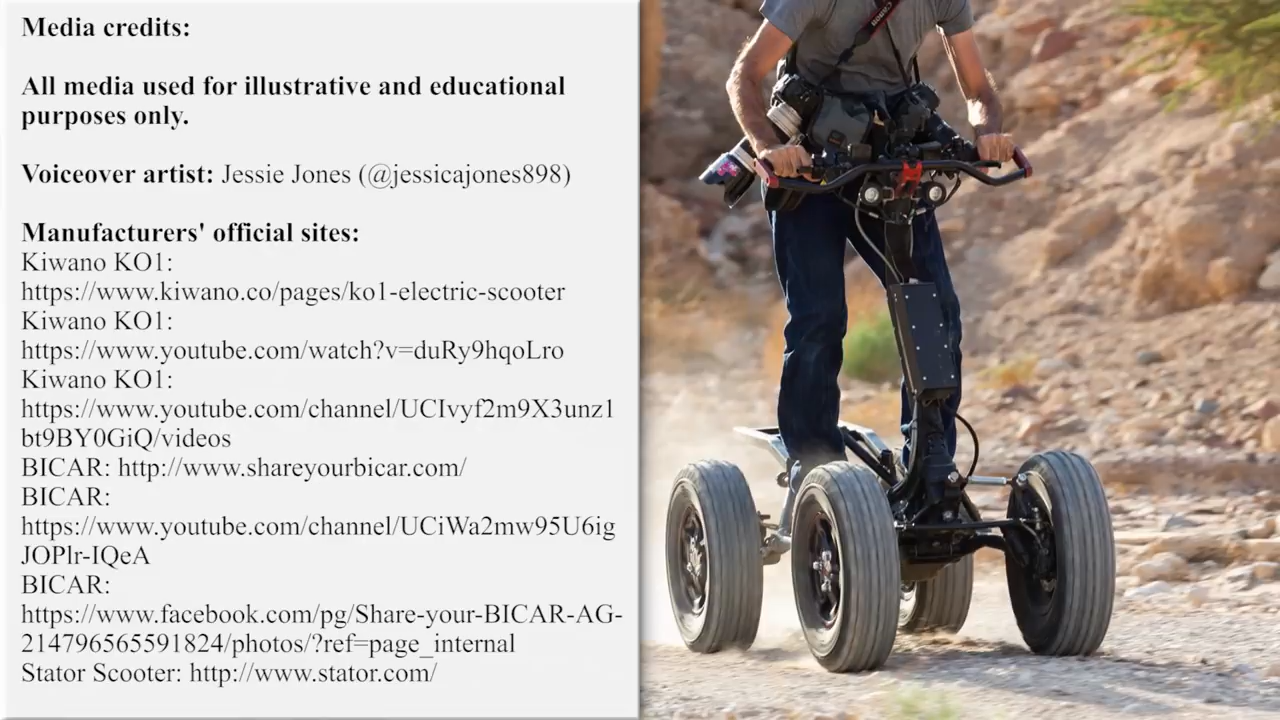 Media credits:
All media used for illustrative and educational
purposes only.
Voiceover artist: Jessie Jones (@jessicajones898)
Manufacturers' official sites:
Kiwano KO1:
https://www.kiwano.co/pages/ko1-electric-scooter
Kiwano KO1:
https://www.youtube.com/watch?v=duRy9hqoLro
Kiwano KO1:
https://www.youtube.com/channel/UCIvyf2m9X3unz1
bt9BY0GiQ/videos
BICAR: http://www.shareyourbicar.com/
BICAR:
https://www.youtube.com/channel/UCiWa2mw95U6ig
JOPlr-IQeA
BICAR:
https://www.facebook.com/pg/Share-your-BICAR-AG-
214796565591824/photos/?ref=page_internal
Stator Scooter: http://www.stator.com/
Canon